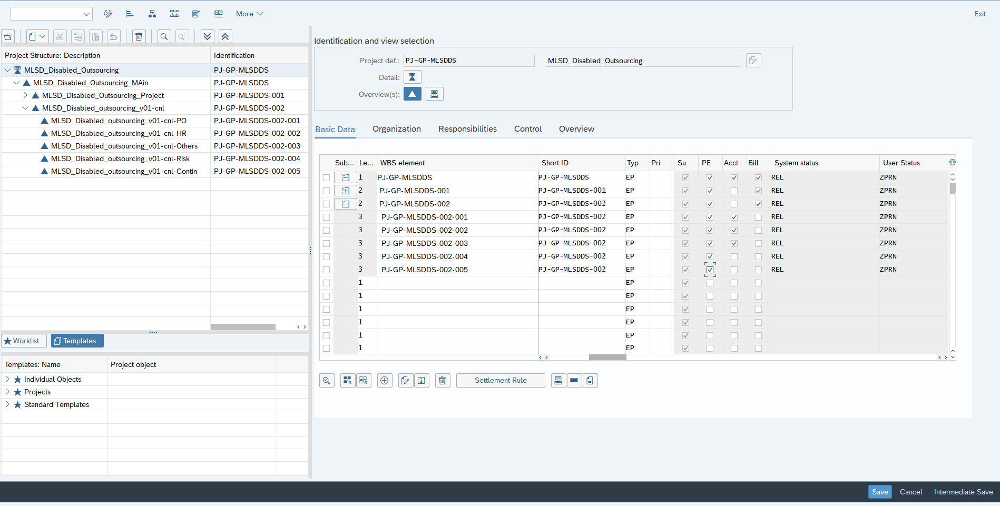 More
Exit
Project Structure: Description Identification
MLSD_Disabled_Outsourcing PJ-GP-MLSDDS
MLSD_Disabled_Outsourcing_MAin PJ-GP-MLSDDS
MLSD_Disabled_Outsourcing_Project PJ-GP-MLSDDS-001
MLSD_Disabled_outsourcing_v01-cnl PJ-GP-MLSDDS-002
MLSD_Disabled_outsourcing_v01-cnl-PO PJ-GP-MLSDDS-002-001
MLSD_Disabled_outsourcing_v01-cnl-HR PJ-GP-MLSDDS-002-002
MLSD_Disabled_outsourcing_v01-cnl-Others PJ-GP-MLSDDS-002-003
MLSD_Disabled_outsourcing_v01-cnl-Risk PJ-GP-MLSDDS-002-004
MLSD_Disabled_outsourcing_v01-cnl-Contin PJ-GP-MLSDDS-002-005
Worklist Templates
Templates: Name Project object
Individual Objects
Projects
Standard Templates
Identification and view selection
Project def.: PJ-GP-MLSDDS MLSD_Disabled_Outsourcing
Detail:
Overview(s):
Basic Data Organization Responsibilities Control Overview
Sub... Le... WBS element Short ID Typ Pri Su PE Acct Bill System status User Status
1 PJ-GP-MLSDDS PJ-GP-MLSDDS EP REL ZPRN
2 PJ-GP-MLSDDS-001 PJ-GP-MLSDDS-001 EP REL ZPRN
2 PJ-GP-MLSDDS-002 PJ-GP-MLSDDS-002 EP REL ZPRN
3 PJ-GP-MLSDDS-002-001 PJ-GP-MLSDDS-002 EP REL ZPRN
3 PJ-GP-MLSDDS-002-002 PJ-GP-MLSDDS-002 EP REL ZPRN
3 PJ-GP-MLSDDS-002-003 PJ-GP-MLSDDS-002 EP REL ZPRN
3 PJ-GP-MLSDDS-002-004 PJ-GP-MLSDDS-002 EP REL ZPRN
3 PJ-GP-MLSDDS-002-005 PJ-GP-MLSDDS-002 EP REL ZPRN
1 EP
1 EP
1 EP
1 EP
1 EP
1 EP
Settlement Rule
Save Cancel Intermediate Save